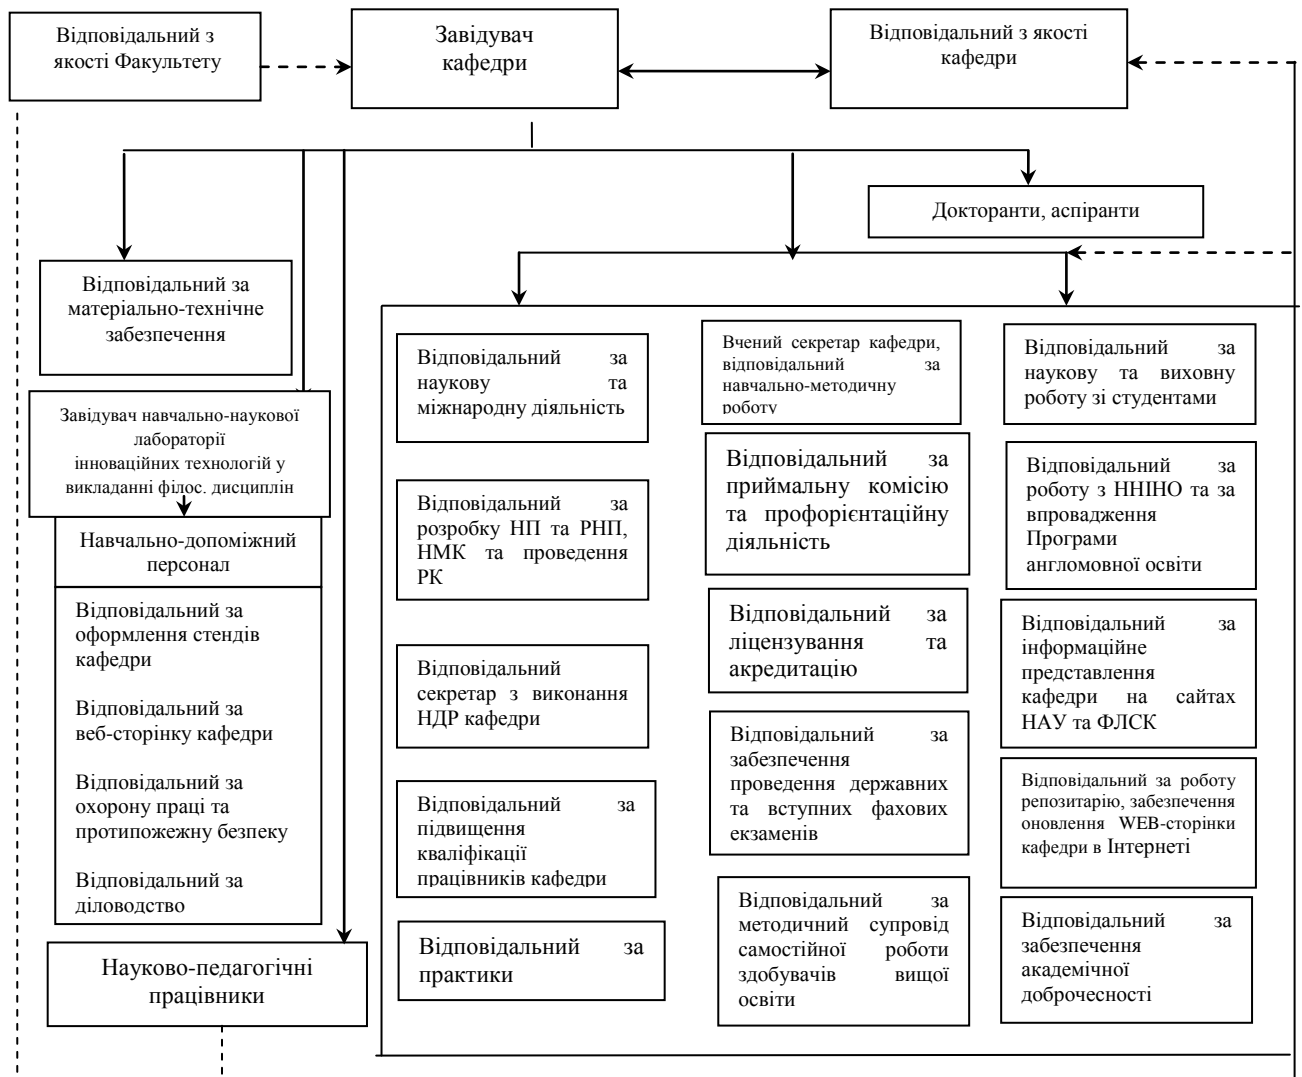 Відповідальний з
якості Факультету
Завідувач
кафедри
Відповідальний з якості
кафедри
Докторанти, аспіранти
Відповідальний за
матеріально-технічне
забезпечення
Завідувач навчально-наукової
лабораторії
інноваційних технологій у
викладанні філос. дисциплін
Навчально-допоміжний
персонал
Відповідальний за
оформлення стендів
кафедри
Відповідальний за
веб-сторінку кафедри
Відповідальний за
охорону праці та
протипожежну безпеку
Відповідальний за
діловодство
Науково-педагогічні
працівники
Відповідальний за
наукову та
міжнародну діяльність
Відповідальний за
розробку НП та РНП,
НМК та проведення
РК
Відповідальний
секретар з виконання
НДР кафедри
Відповідальний за
підвищення
кваліфікації
працівників кафедри
Відповідальний за
практики
Вчений секретар кафедри,
відповідальний за
навчально-методичну
роботу
Відповідальний за
приймальну комісію
та профорієнтаційну
діяльність
Відповідальний за
ліцензування та
акредитацію
Відповідальний за
забезпечення
проведення державних
та вступних фахових
екзаменів
Відповідальний за
методичний супровід
самостійної роботи
здобувачів вищої
освіти
Відповідальний за
наукову та виховну
роботу зі студентами
Відповідальний за
роботу з ННІНО та за
впровадження
Програми
англомовної освіти
Відповідальний за
інформаційне
представлення
кафедри на сайтах
НАУ та ФЛСК
Відповідальний за роботу
репозитарію, забезпечення
оновлення WEB-сторінки
кафедри в Інтернеті
Відповідальний за
забезпечення
академічної
доброчесності